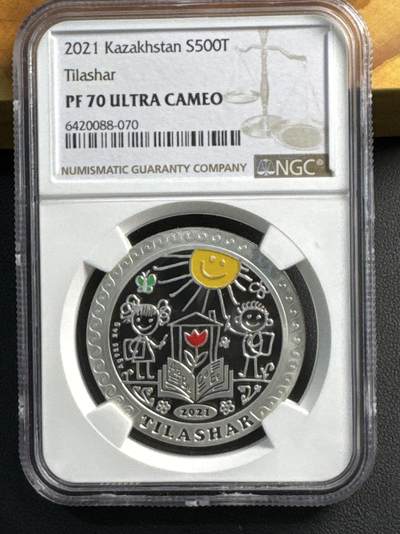 2021 Kazakhstan S500T
Tilashar
PF 70 ULTRA CAMEO
6420088-070
NUMISMATIC GUARANTY COMPANY
NGC
2021
TILASHAR